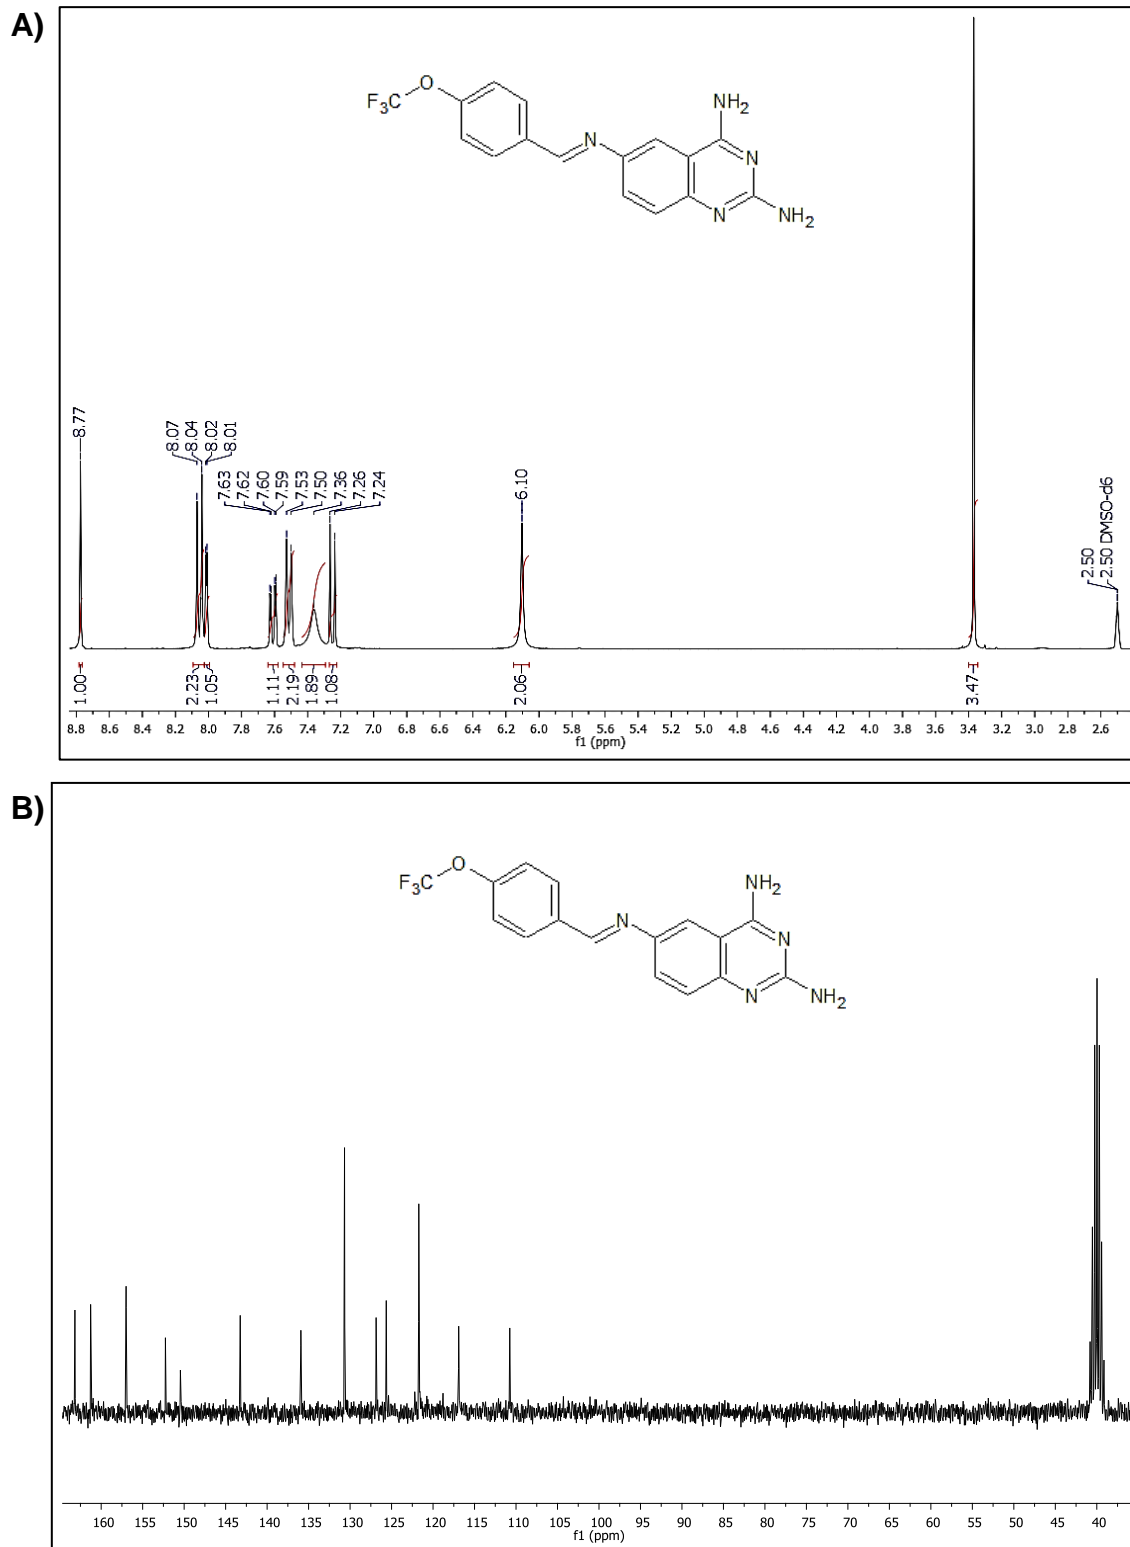 A)
F3C
O
N
NH2
N
N
NH2
8.77
8.07
8.04
8.02
8.01
7.63
7.62
7.60
7.59
7.53
7.50
7.36
7.26
7.24
6.10
2.50
2.50 DMSO-d6
1.00
2.23
1.05
1.11
2.19
1.89
1.08
2.06
3.47
8.8 8.6 8.4 8.2 8.0 7.8 7.6 7.4 7.2 7.0 6.8 6.6 6.4 6.2 6.0 5.8 5.6 5.4 5.2 5.0 4.8 4.6 4.4 4.2 4.0 3.8 3.6 3.4 3.2 3.0 2.8 2.6
f1 (ppm)
B)
F3C
O
N
NH2
N
N
NH2
160 155 150 145 140 135 130 125 120 115 110 105 100 95 90 85 80 75 70 65 60 55 50 45 40
f1 (ppm)